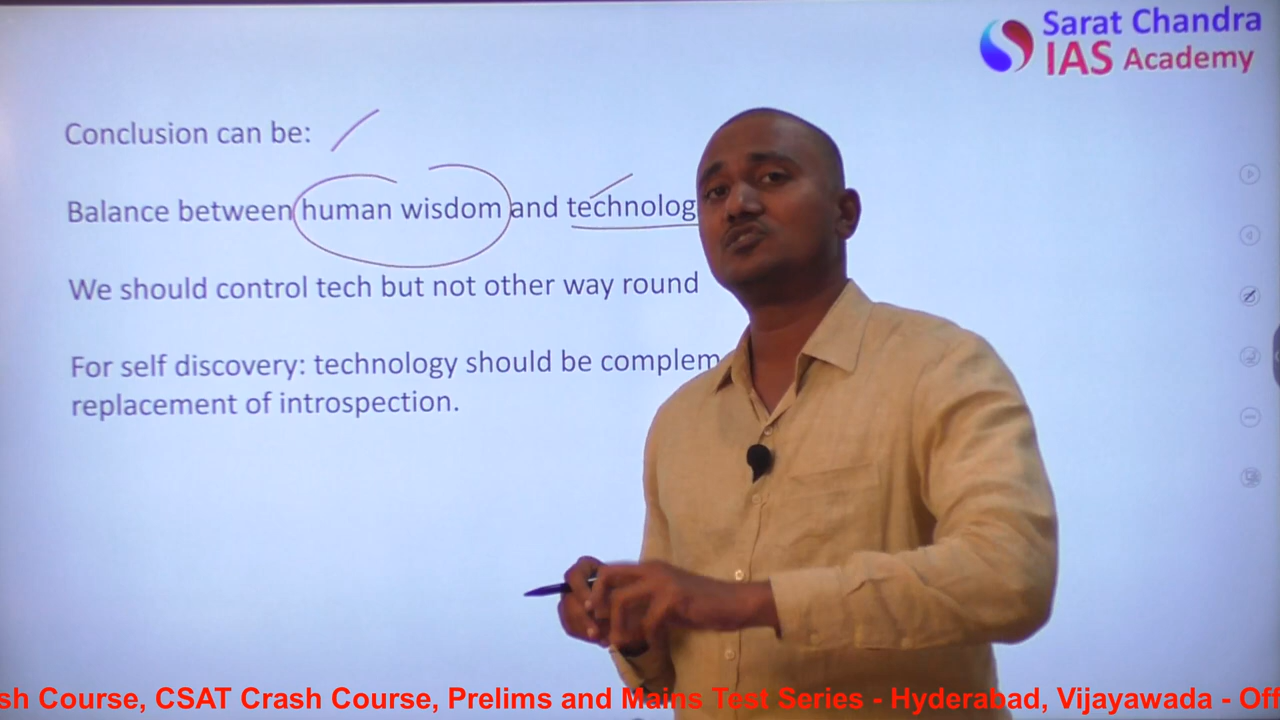 Sarat Chandra
IAS Academy
Conclusion can be:
Balance between human wisdom and technolog
We should control tech but not other way round
For self discovery: technology should be complem
replacement of introspection.
sh Course, CSAT Crash Course, Prelims and Mains Test Series - Hyderabad, Vijayawada - Off